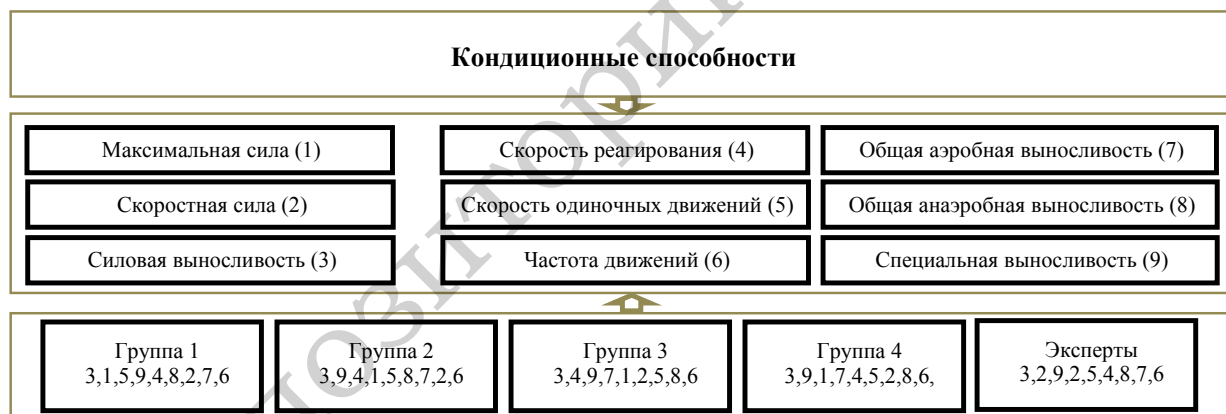 Кондиционные способности
Максимальная сила (1)
Скорость реагирования (4)
Общая аэробная выносливость (7)
Скоростная сила (2)
Скорость одиночных движений (5)
Общая анаэробная выносливость (8)
Силовая выносливость (3)
Частота движений (6)
Специальная выносливость (9)
Группа 1
3,1,5,9,4,8,2,7,6
Группа 2
3,9,4,1,5,8,7,2,6
Группа 3
3,4,9,7,1,2,5,8,6
Группа 4
3,9,1,7,4,5,2,8,6,
Эксперты
3,2,9,2,5,4,8,7,6